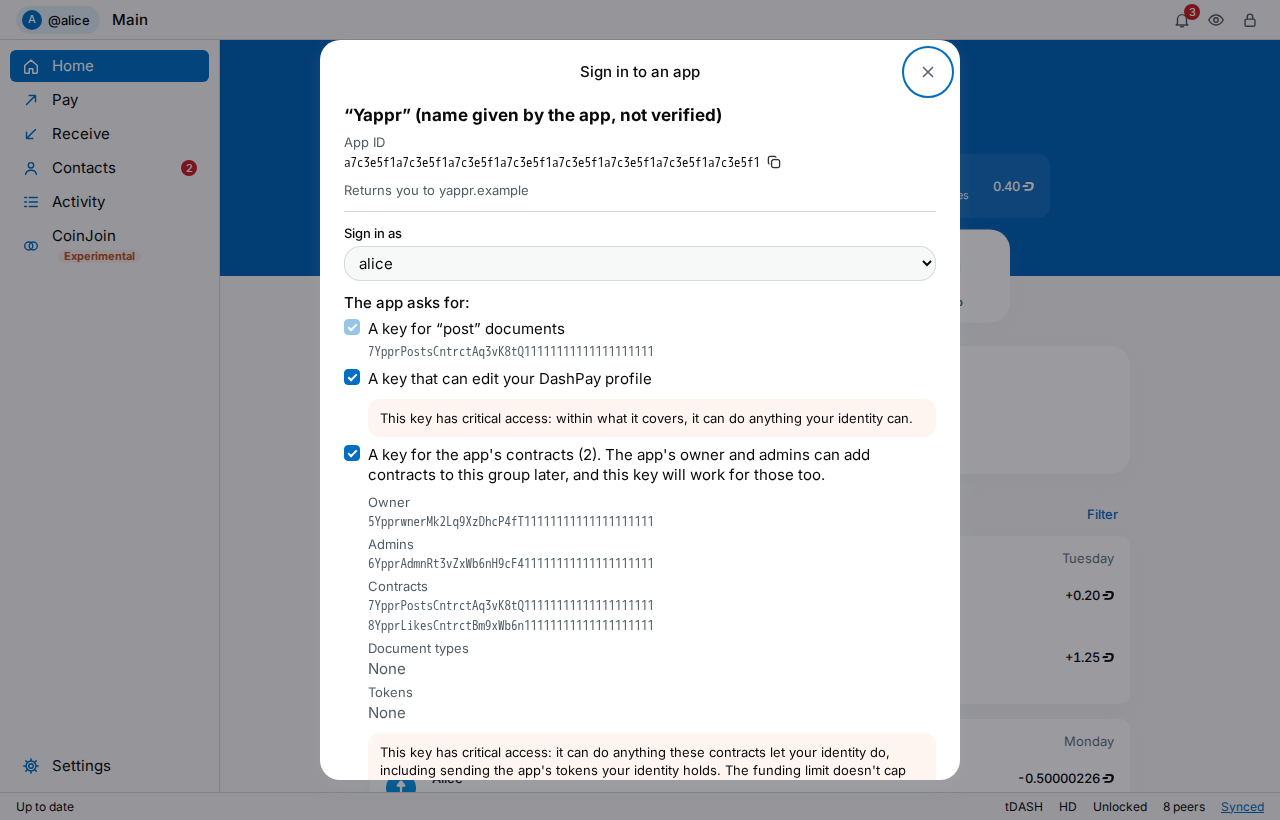 A @alice Main
3
Home
Pay
Receive
Contacts 2
Activity
CoinJoin
Experimental
Settings
Sign in to an app
“Yappr” (name given by the app, not verified)
App ID
a7c3e5f1a7c3e5f1a7c3e5f1a7c3e5f1a7c3e5f1a7c3e5f1a7c3e5f1a7c3e5f1
Returns you to yappr.example
Sign in as
alice
The app asks for:
A key for “post” documents
7YpprPostsCntrctAq3vK8tQ11111111111111111111
A key that can edit your DashPay profile
This key has critical access: within what it covers, it can do anything your identity can.
A key for the app's contracts (2). The app's owner and admins can add
contracts to this group later, and this key will work for those too.
Owner
5YpprwnerMk2Lq9XzDhcP4fT11111111111111111111
Admins
6YpprAdmnRt3vZxWb6nH9cF411111111111111111111
Contracts
7YpprPostsCntrctAq3vK8tQ11111111111111111111
8YpprLikesCntrctBm9xWb6n11111111111111111111
Document types
None
Tokens
None
This key has critical access: it can do anything these contracts let your identity do,
including sending the app's tokens your identity holds. The funding limit doesn't cap
0.40
Filter
Tuesday
+0.20
+1.25
Monday
-0.50000226
Up to date
tDASH HD Unlocked 8 peers Synced